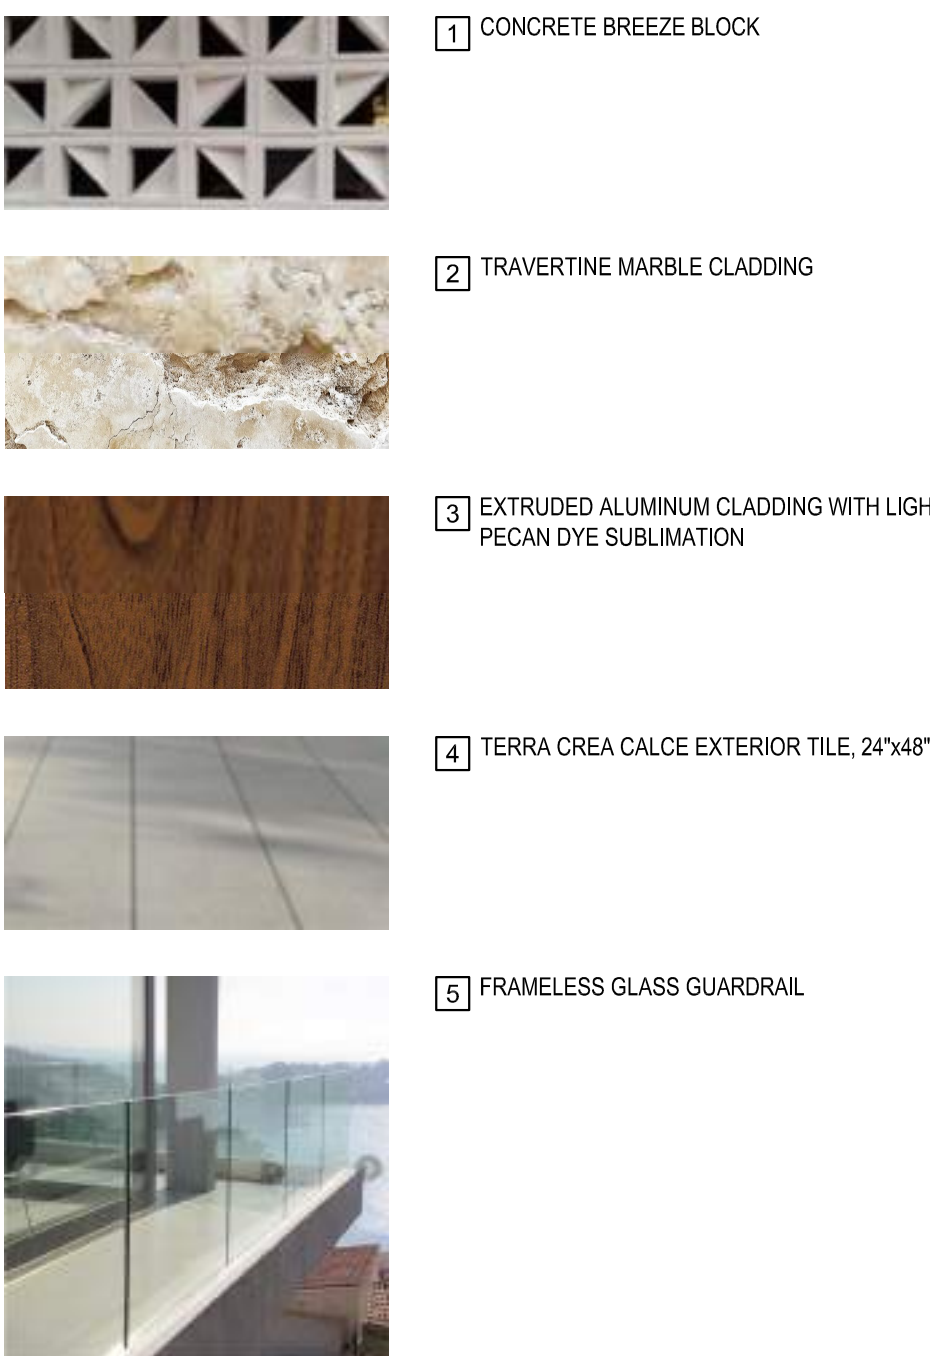 1 CONCRETE BREEZE BLOCK
2 TRAVERTINE MARBLE CLADDING
3 EXTRUDED ALUMINUM CLADDING WITH LIGH
PECAN DYE SUBLIMATION
4 TERRA CREA CALCE EXTERIOR TILE, 24"x48"
5 FRAMELESS GLASS GUARDRAIL